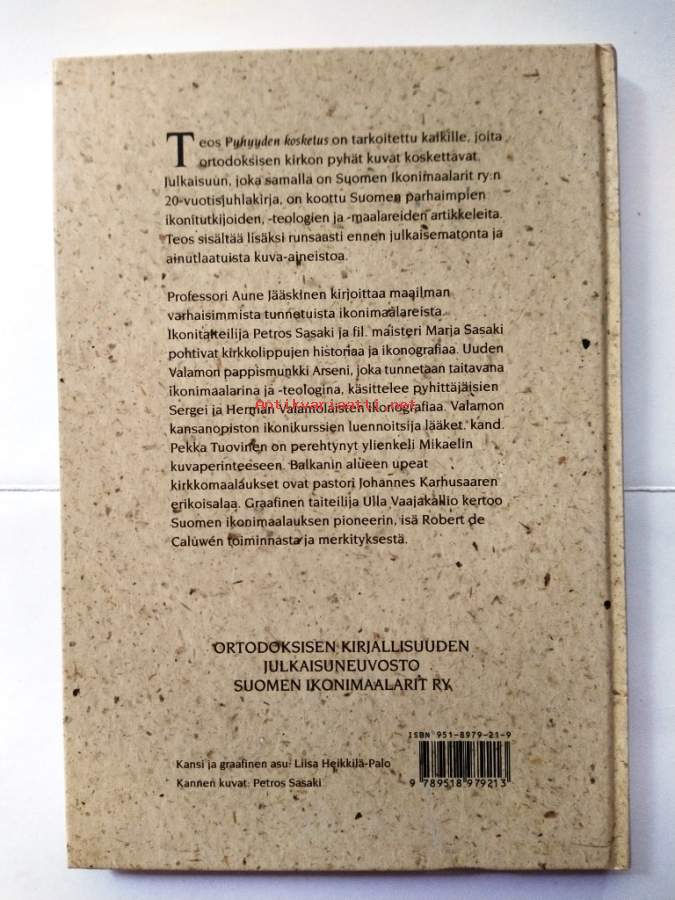 Teos Pyhyyden kosketus on tarkoitettu kaikille, joita
ortodoksisen kirkon pyhät kuvat koskettavat.
Julkaisuun, joka samalla on Suomen Ikonimaalarit ry:n
20-vuotisjuhlakirja, on koottu Suomen parhaimpien
ikonitutkijoiden, -teologien ja -maalareiden artikkeleita.
Teos sisältää lisäksi runsaasti ennen julkaisematonta ja
ainutlaatuista kuva-aineistoa.
Professori Aune Jääskinen kirjoittaa maailman
varhaisimmista tunnetuista ikonimaalareista.
Ikonitaiteilija Petros Sasaki ja fil. maisteri Marja Sasaki
pohtivat kirkkolippujen historiaa ja ikonografiaa. Uuden
Valamon pappismunkki Arseni, joka tunnetaan taitavana
ikonimaalarina ja -teologina, käsittelee pyhittäjäisien
antikvariaatti.net
Sergei ja Herman Valamolaisten ikonografiaa. Valamon
kansanopiston ikonikurssien luennoitsija lääket. kand.
Pekka Tuovinen on perehtynyt ylienkeli Mikaelin
kuvaperinteeseen. Balkanin alueen upeat
kirkkomaalaukset ovat pastori Johannes Karhusaaren
erikoisalaa. Graafinen taiteilija Ulla Vaajakallio kertoo
Suomen ikonimaalauksen pioneerin, isä Robert de
Caluwén toiminnasta ja merkityksestä.
ORTODOKSISEN KIRJALLISUUDEN
JULKAISUNEUVOSTO
SUOMEN IKONIMAALARIT RY
ISBN 951-8979-21-9
Kansi ja graafinen asu: Liisa Heikkilä-Palo
Kannen kuvat: Petros Sasaki
9 789518 979213